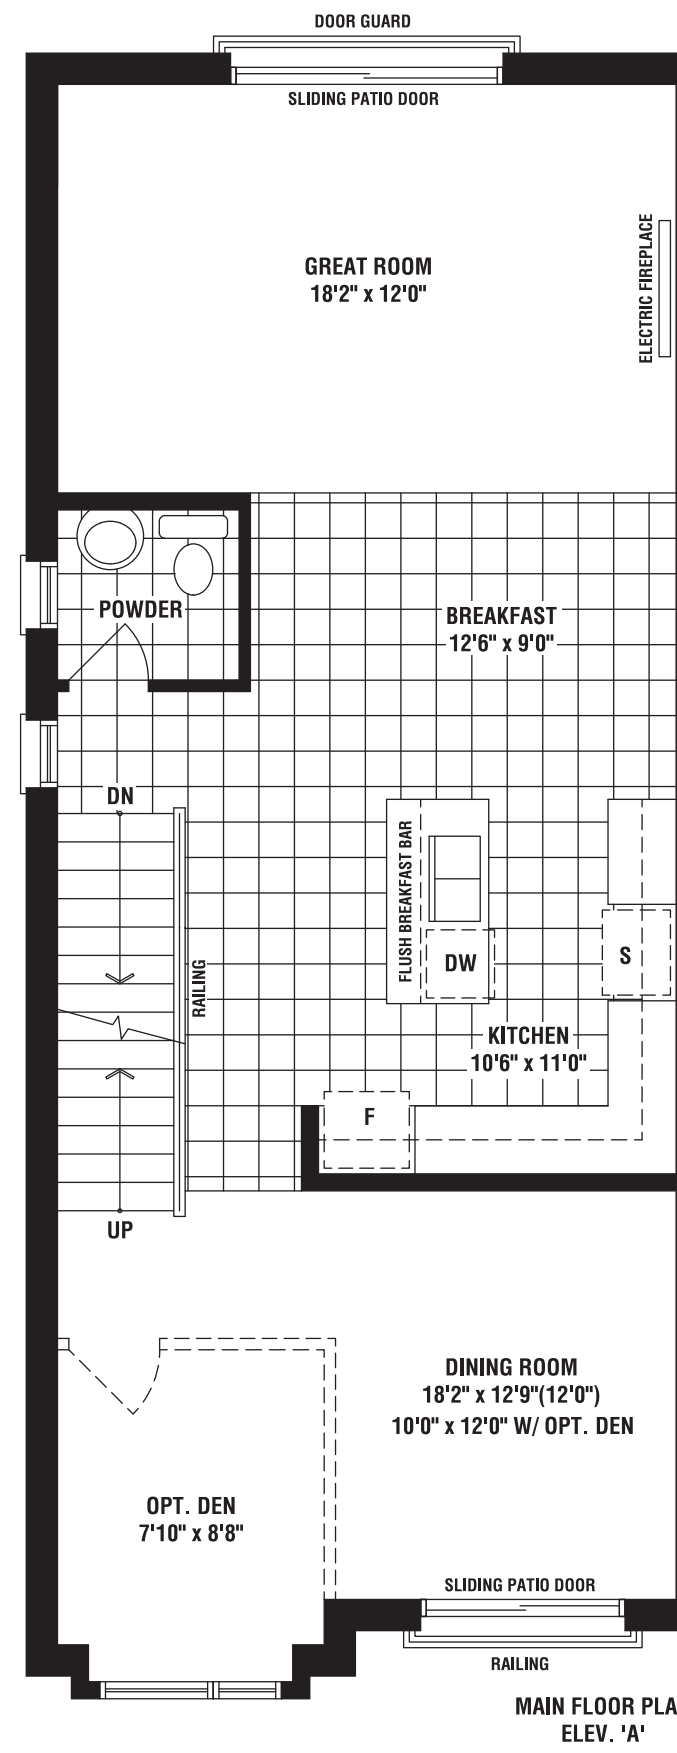 DOOR GUARD
SLIDING PATIO DOOR
GREAT ROOM
18'2" x 12'0"
ELECTRIC FIREPLACE
POWDER
BREAKFAST
12'6" x 9'0"
DN
FLUSH BREAKFAST BAR
DW
S
RAILING
KITCHEN
10'6" x 11'0"
F
UP
DINING ROOM
18'2" x 12'9"(12'0")
10'0" x 12'0" W/ OPT. DEN
OPT. DEN
7'10" x 8'8"
SLIDING PATIO DOOR
RAILING
MAIN FLOOR PLA
ELEV. 'A'